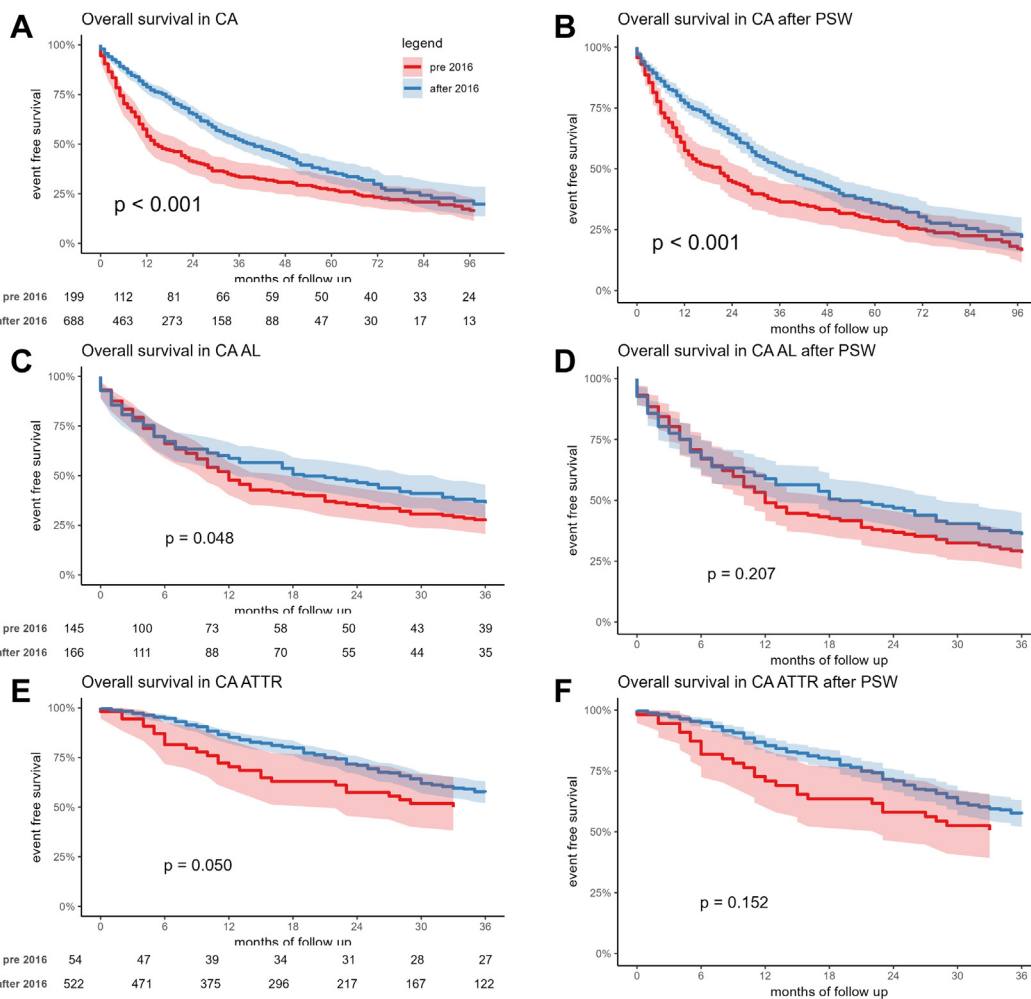 A
Overall survival in CA
legend
pre 2016
after 2016
event free survival
100%
75%
50%
25%
0%
p < 0.001
0 12 24 36 48 60 72 84 96
months of follow up
pre 2016 199 112 81 66 59 50 40 33 24
after 2016 688 463 273 158 88 47 30 17 13
B
Overall survival in CA after PSW
event free survival
100%
75%
50%
25%
0%
p < 0.001
0 12 24 36 48 60 72 84 96
months of follow up
C
Overall survival in CA AL
event free survival
100%
75%
50%
25%
0%
p = 0.048
0 6 12 18 24 30 36
months of follow up
pre 2016 145 100 73 58 50 43 39
after 2016 166 111 88 70 55 44 35
D
Overall survival in CA AL after PSW
event free survival
100%
75%
50%
25%
0%
p = 0.207
0 6 12 18 24 30 36
months of follow up
E
Overall survival in CA ATTR
event free survival
100%
75%
50%
25%
0%
p = 0.050
0 6 12 18 24 30 36
months of follow up
pre 2016 54 47 39 34 31 28 27
after 2016 522 471 375 296 217 167 122
F
Overall survival in CA ATTR after PSW
event free survival
100%
75%
50%
25%
0%
p = 0.152
0 6 12 18 24 30 36
months of follow up